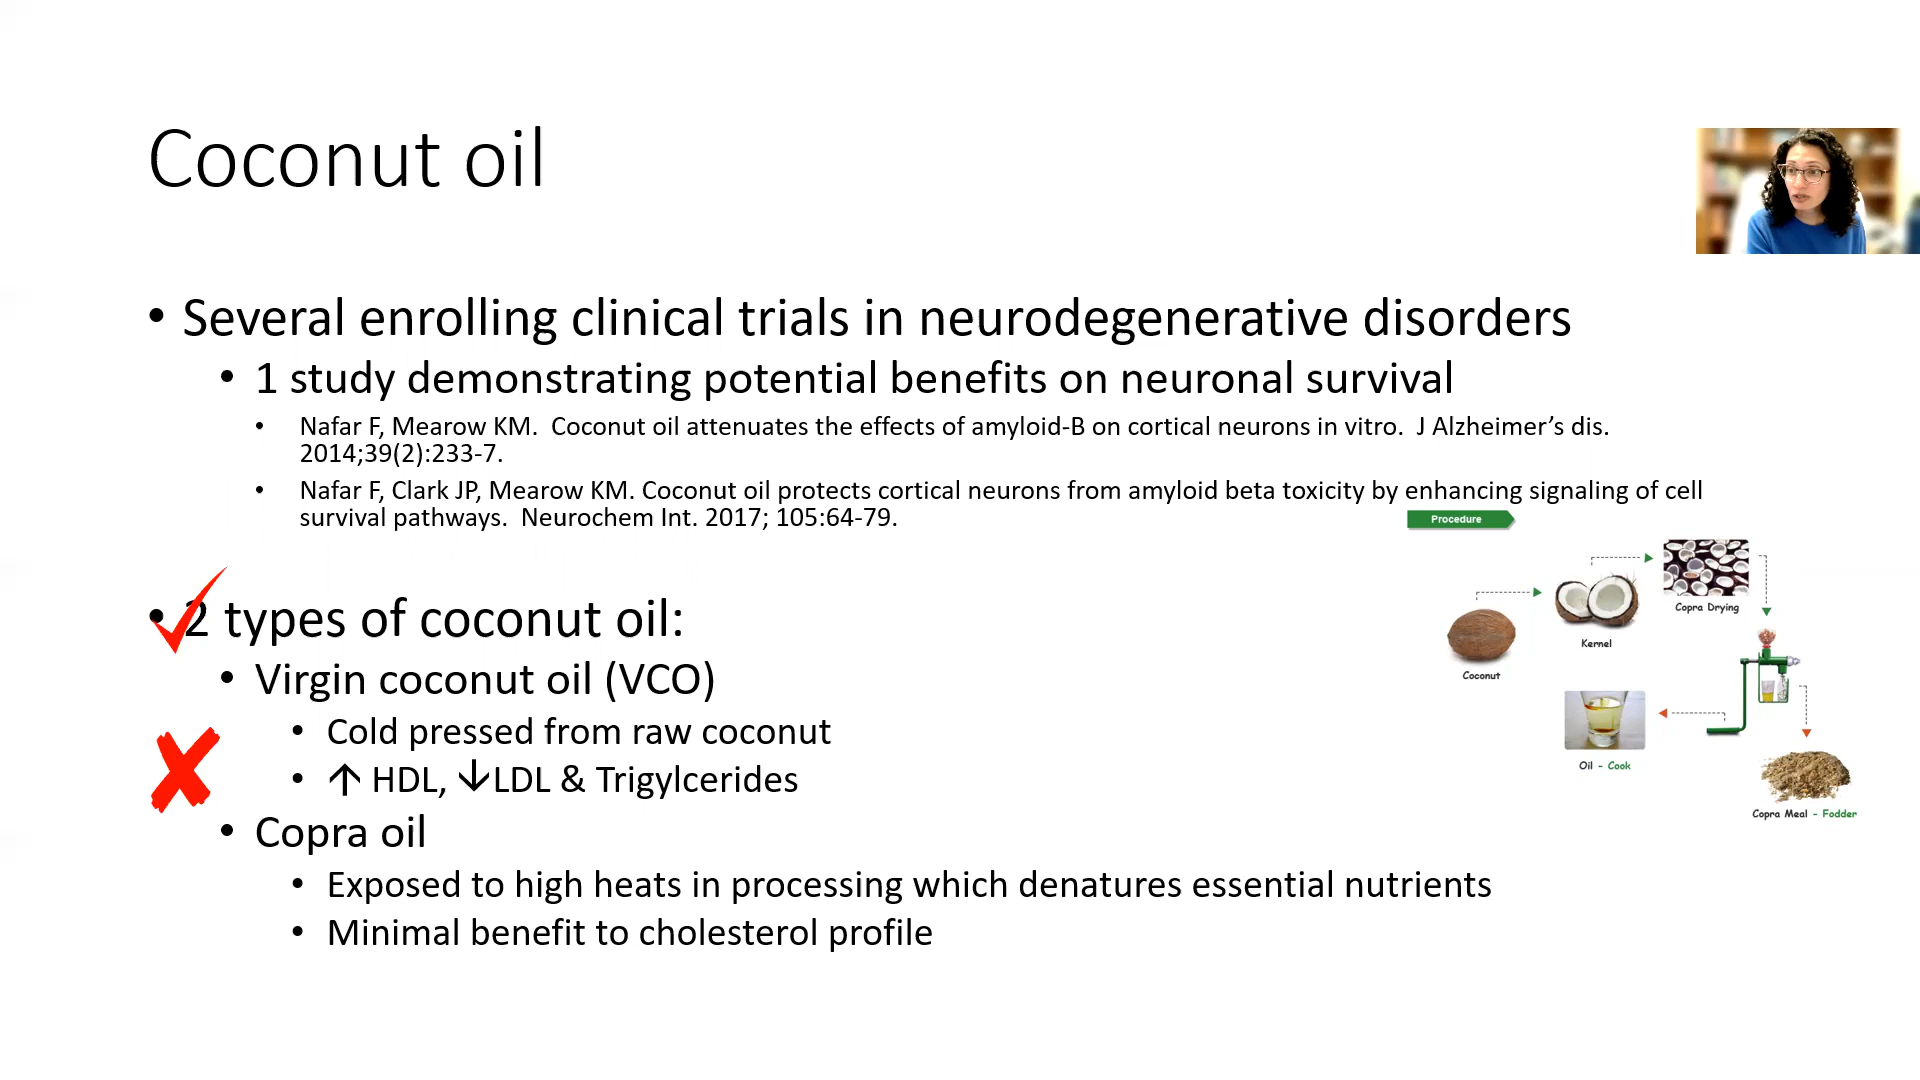 Coconut oil
• Several enrolling clinical trials in neurodegenerative disorders
• 1 study demonstrating potential benefits on neuronal survival
• Nafar F, Mearow KM.  Coconut oil attenuates the effects of amyloid-B on cortical neurons in vitro.  J Alzheimer’s dis.
2014;39(2):233-7.
• Nafar F, Clark JP, Mearow KM. Coconut oil protects cortical neurons from amyloid beta toxicity by enhancing signaling of cell
survival pathways.  Neurochem Int. 2017; 105:64-79.
• 2 types of coconut oil:
• Virgin coconut oil (VCO)
• Cold pressed from raw coconut
• ↑ HDL, ↓LDL & Trigylcerides
• Copra oil
• Exposed to high heats in processing which denatures essential nutrients
• Minimal benefit to cholesterol profile
Procedure
Coconut
Kernel
Copra Drying
Oil - Cook
Copra Meal - Fodder